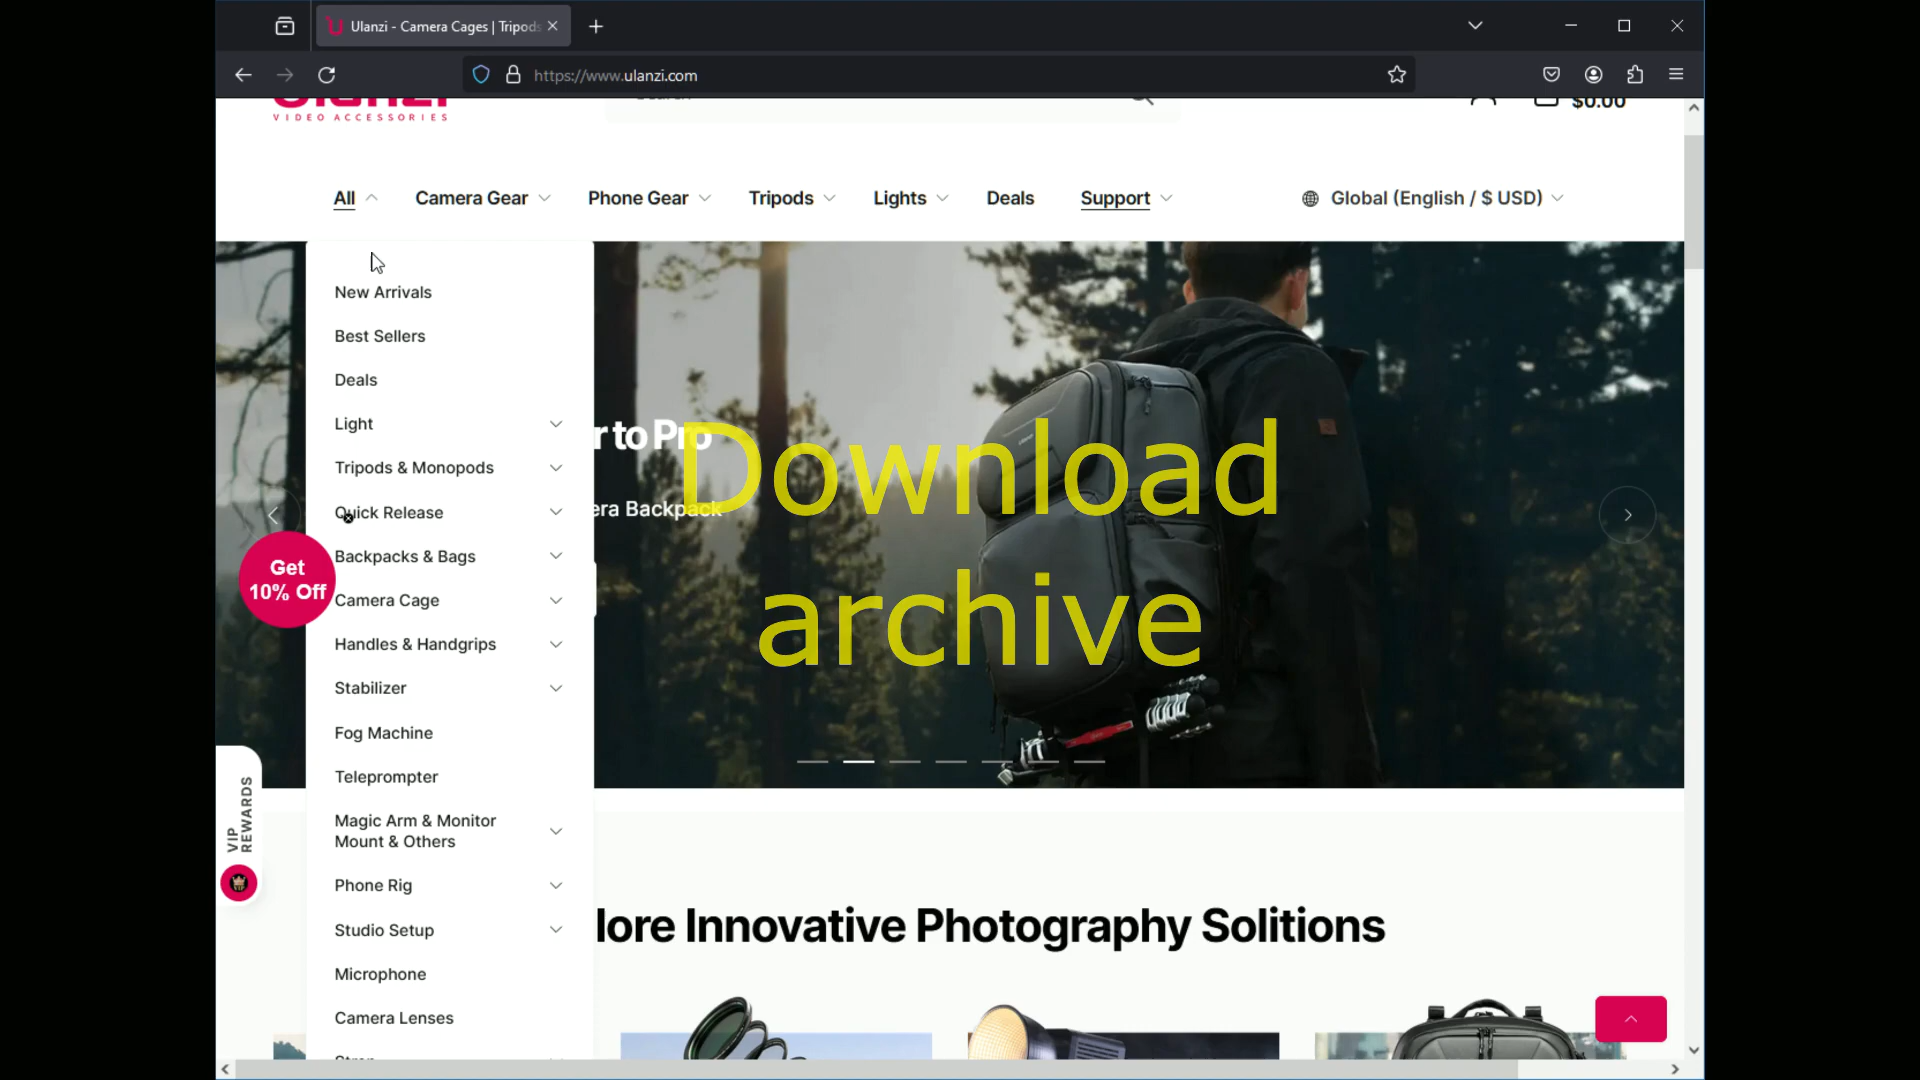 Ulanzi - Camera Cages | Tripods
https://www.ulanzi.com
VIDEO ACCESSORIES
$0.00
All
Camera Gear
Phone Gear
Tripods
Lights
Deals
Support
Global (English / $ USD)
New Arrivals
Best Sellers
Deals
Light
Tripods & Monopods
Quick Release
Backpacks & Bags
Camera Cage
Handles & Handgrips
Stabilizer
Fog Machine
Teleprompter
Magic Arm & Monitor
Mount & Others
Phone Rig
Studio Setup
Microphone
Camera Lenses
r to Pro
era Backpack
Download
archive
Get
10% Off
VIP
REWARDS
lore Innovative Photography Solitions